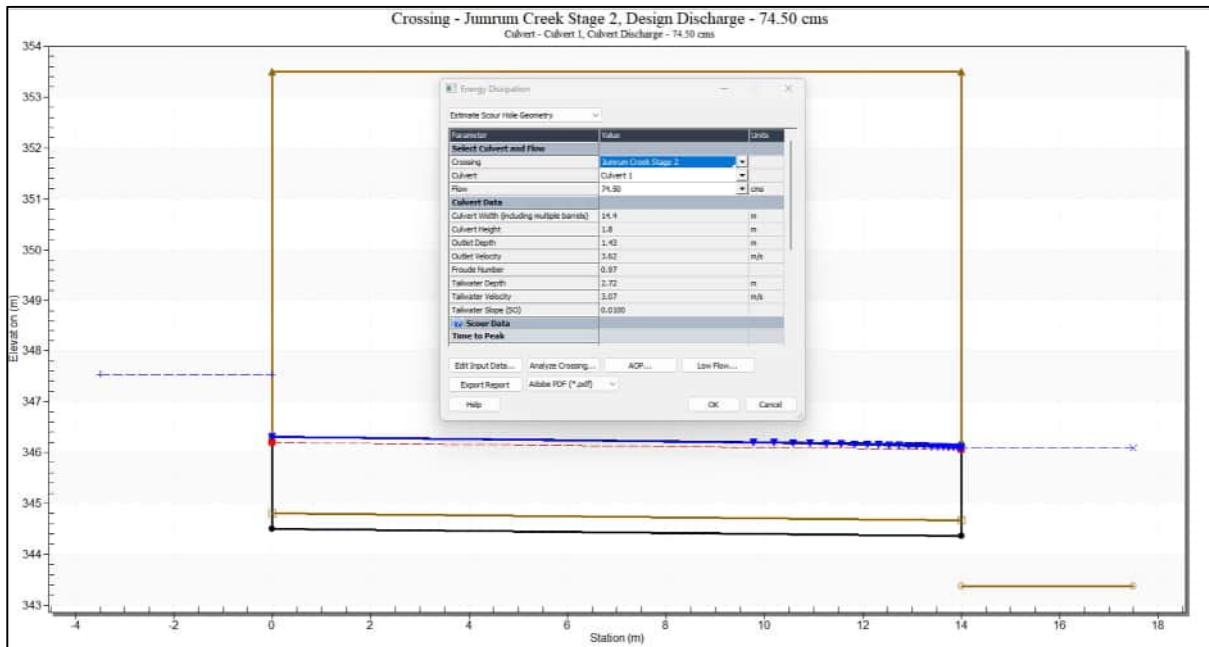 Crossing - Jumrum Creek Stage 2, Design Discharge - 74.50 cms
Culvert - Culvert 1, Culvert Discharge - 74.50 cms
354
353
352
351
350
349
348
347
346
345
344
343
Elevation (m)
-4 -2 0 2 4 6 8 10 12 14 16 18
Station (m)
Energy Dissipation
Estimate Scour Hole Geometry
Parameter Value Units
Select Culvert and Flow
Crossing Jumrum Creek Stage 2
Culvert Culvert 1
Flow 74.50 cms
Culvert Data
Culvert Width (including multiple barrels) 14.4 m
Culvert Height 1.8 m
Outlet Depth 1.43 m
Outlet Velocity 3.62 m/s
Froude Number 0.97
Tailwater Depth 2.72 m
Tailwater Velocity 3.07 m/s
Tailwater Slope (SO) 0.0100
Scour Data
Time to Peak
Edit Input Data... Analyze Crossing... AOP... Low Flow...
Export Report Adobe PDF (*.pdf)
Help OK Cancel